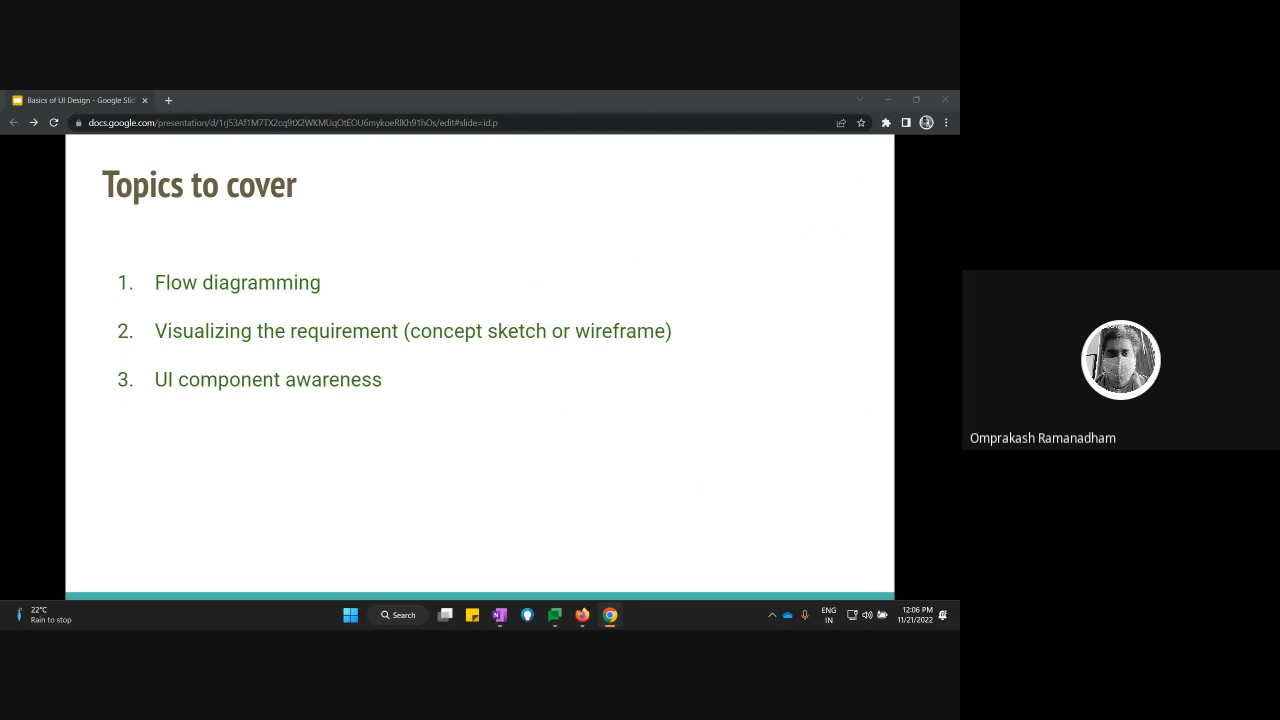 Basics of UI Design - Google Slid
docs.google.com/presentation/d/1rj53Af1M7TX2cq9tX2WKMUqOtEOU6mykoeRlKh91hOs/edit#slide=id.p
Topics to cover
1. Flow diagramming
2. Visualizing the requirement (concept sketch or wireframe)
3. UI component awareness
Omprakash Ramanadham
22°C
Rain to stop
Search
ENG
IN
12:06 PM
11/21/2022